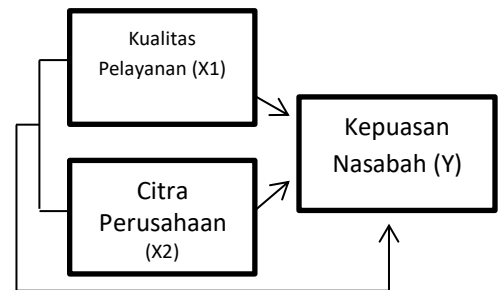 Kualitas
Pelayanan (X1)
Kepuasan
Nasabah (Y)
Citra
Perusahaan
(X2)